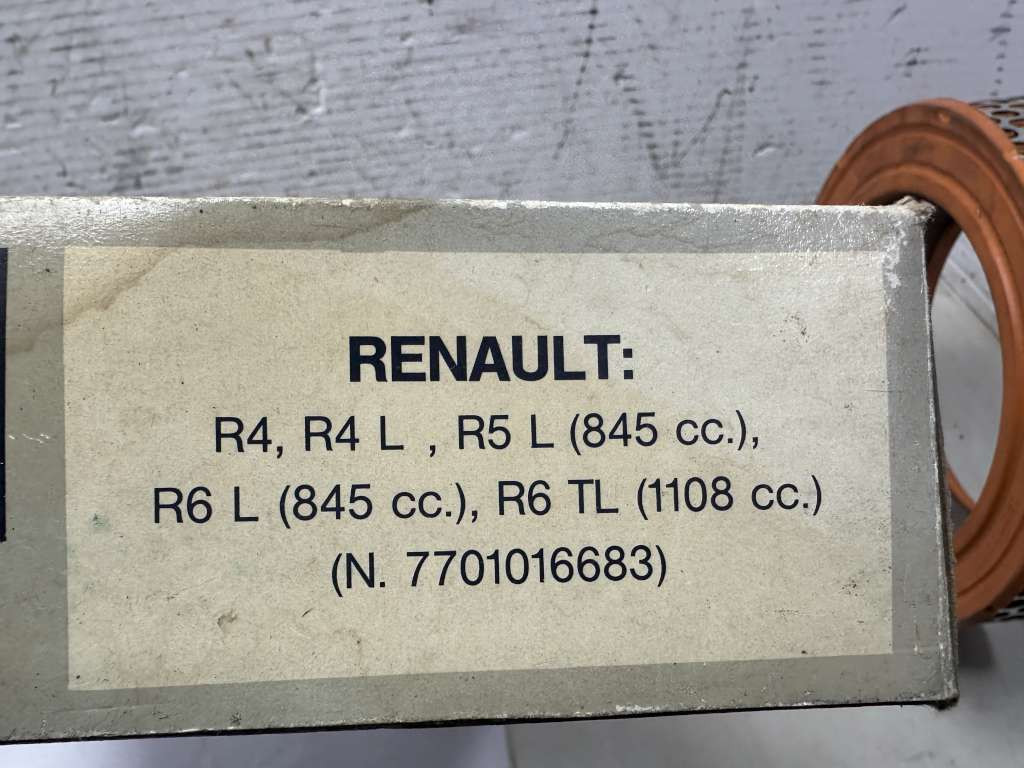 RENAULT:
R4, R4 L , R5 L (845 cc.),
R6 L (845 cc.), R6 TL (1108 cc.)
(N. 7701016683)